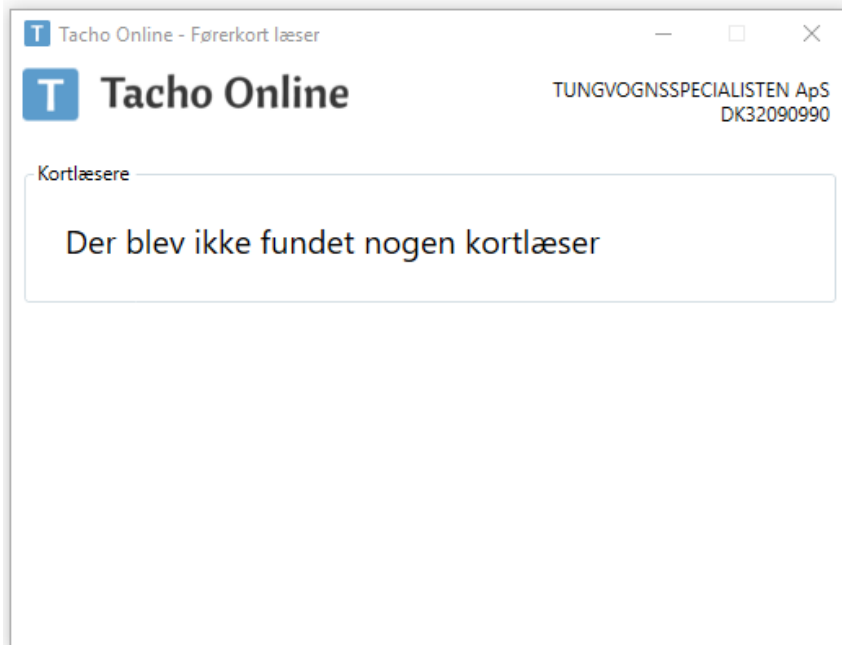 T Tacho Online - Førerkort læser
T Tacho Online
TUNGVOGNSSPECIALISTEN ApS
DK32090990
Kortlæsere
Der blev ikke fundet nogen kortlæser